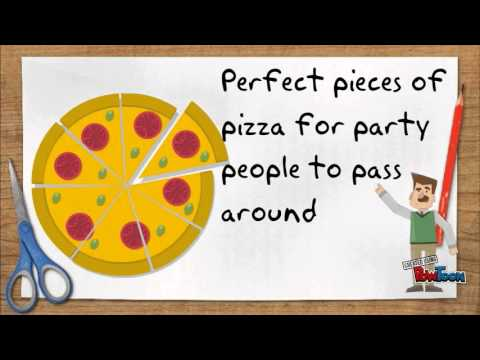 Perfect pieces of
pizza for party
people to pass
around
CREATED USING
POWTOON